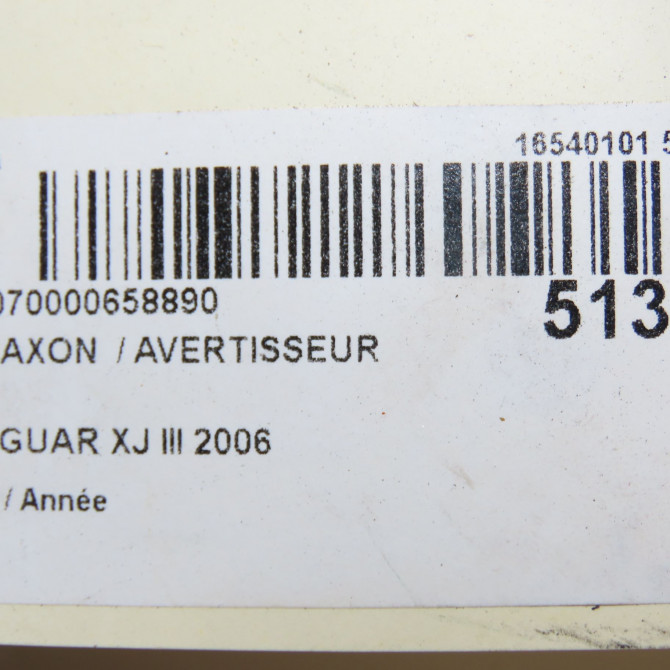 16540101 5
070000658890
513
AXON / AVERTISSEUR
GUAR XJ III 2006
/ Année